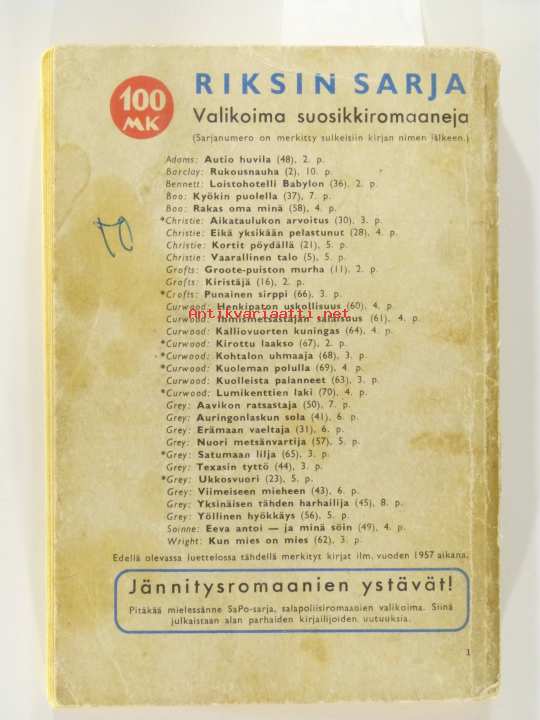 100 MK
RIKSIN SARJA
Valikoima suosikkiromaaneja
(Sarjanumero on merkitty sulkeisiin kirjan nimen jälkeen.)
Adams: Autio huvila (48), 2. p.
Barclay: Rukousnauha (2), 10. p.
Bennett: Loistohotelli Babylon (36), 2. p.
Boo: Kyökin puolella (37), 7. p.
Boo: Rakas oma minä (58), 4. p.
*Christie: Aikataulukon arvoitus (30), 3. p.
Christie: Eikä yksikään pelastunut (28), 4. p.
Christie: Kortit pöydällä (21), 5. p.
Christie: Vaarallinen talo (5), 5. p.
Crofts: Groote-puiston murha (11), 2. p.
Crofts: Kiristäjä (16), 2. p.
*Crofts: Punainen sirppi (66), 3. p.
Curwood: Henkipaton uskollisuus (60), 4. p.
Antikvariaatti.net
Curwood: Ihmismetsästäjän salaisuus (61), 4. p.
Curwood: Kalliovuorten kuningas (64), 4. p.
*Curwood: Kirottu laakso (67), 2. p.
*Curwood: Kohtalon uhmaaja (68), 3. p.
*Curwood: Kuoleman polulla (69), 4. p.
Curwood: Kuolleista palanneet (63), 3. p.
*Curwood: Lumikenttien laki (70), 4. p.
Grey: Aavikon ratsastaja (50), 7. p.
Grey: Auringonlaskun sola (41), 6. p.
Grey: Erämaan vaeltaja (31), 6. p.
Grey: Nuori metsänvartija (57), 5. p.
*Grey: Satumaan lilja (65), 3. p.
Grey: Texasin tyttö (44), 3. p.
*Grey: Ukkosvuori (23), 5. p.
Grey: Viimeiseen mieheen (43), 6. p.
Grey: Yksinäisen tähden harhailija (45), 8. p.
Grey: Yöllinen hyökkäys (56), 5. p.
Soinne: Eeva antoi — ja minä söin (49), 4. p.
Wright: Kun mies on mies (62), 3. p.
Edellä olevassa luettelossa tähdellä merkityt kirjat ilm. vuoden 1957 aikana.
Jännitysromaanien ystävät!
Pitäkää mielessänne SaPo-sarja, salapoliisiromaanien valikoima. Siinä
julkaistaan alan parhaiden kirjailijoiden uutuuksia.
1